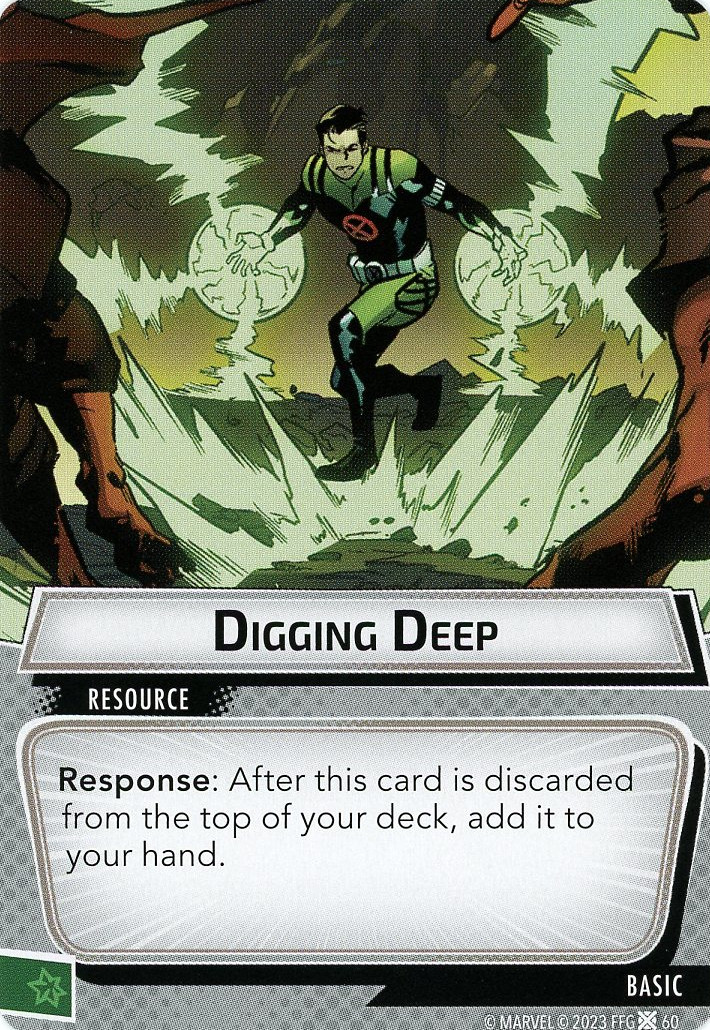 DIGGING DEEP
RESOURCE
Response: After this card is discarded
from the top of your deck, add it to
your hand.
BASIC
© MARVEL © 2023 FFG 60